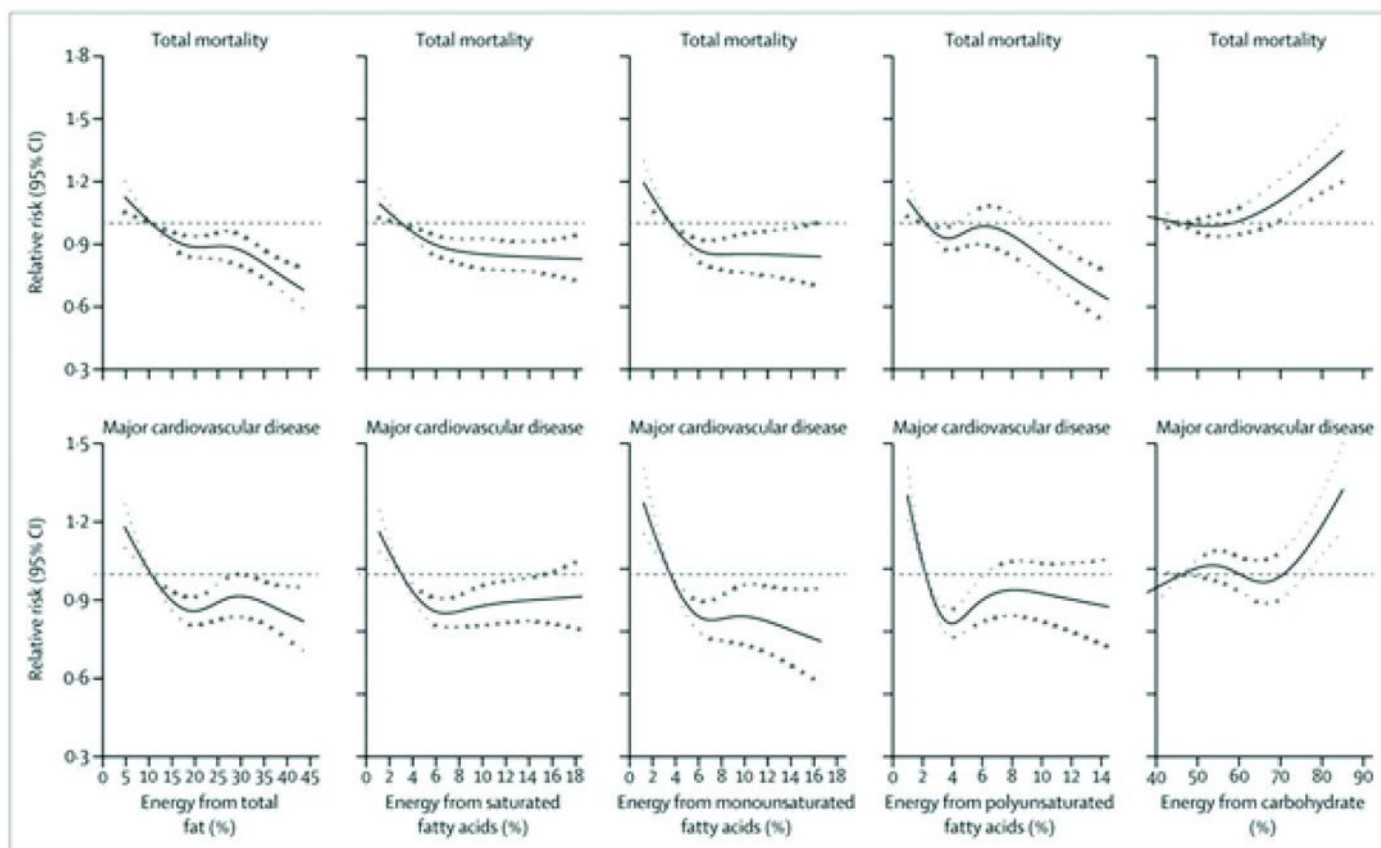 Total mortality
Total mortality
Total mortality
Total mortality
Total mortality
Relative risk (95% CI)
1·8
1·5
1·2
0·9
0·6
0·3
Major cardiovascular disease
Major cardiovascular disease
Major cardiovascular disease
Major cardiovascular disease
Major cardiovascular disease
Relative risk (95% CI)
1·5
1·2
0·9
0·6
0·3
0 5 10 15 20 25 30 35 40 45
Energy from total
fat (%)
0 2 4 6 8 10 12 14 16 18
Energy from saturated
fatty acids (%)
0 2 4 6 8 10 12 14 16 18
Energy from monounsaturated
fatty acids (%)
0 2 4 6 8 10 12 14
Energy from polyunsaturated
fatty acids (%)
40 50 60 70 80 90
Energy from carbohydrate
(%)